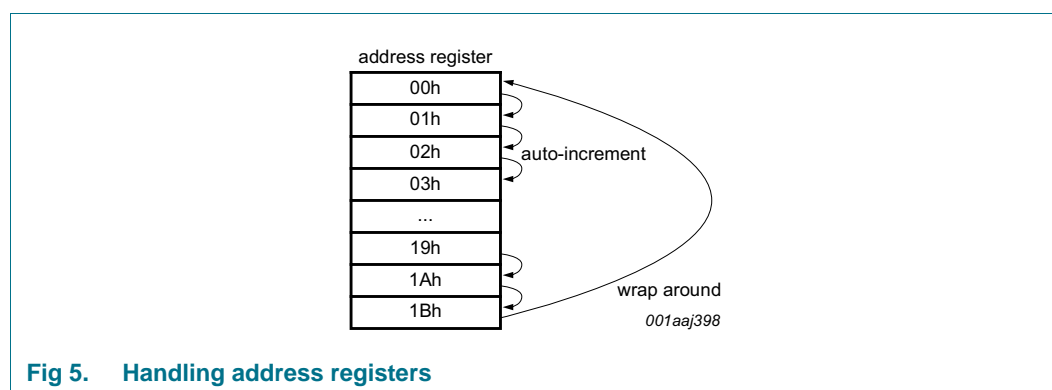 address register
00h
01h
02h
auto-increment
03h
...
19h
1Ah
wrap around
1Bh
001aaj398
Fig 5. Handling address registers